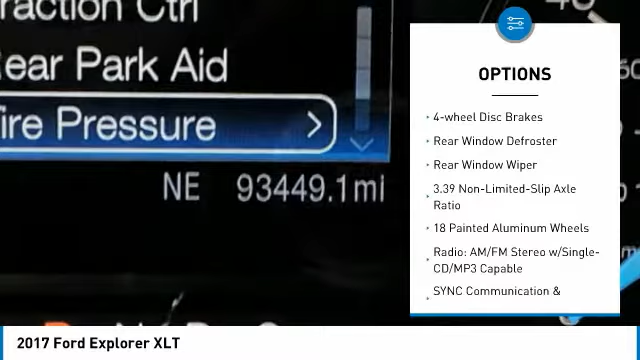 raction Ctrl
Rear Park Aid
ire Pressure
NE 93449.1mi
OPTIONS
4-wheel Disc Brakes
Rear Window Defroster
Rear Window Wiper
3.39 Non-Limited-Slip Axle
Ratio
18 Painted Aluminum Wheels
Radio: AM/FM Stereo w/Single-
CD/MP3 Capable
SYNC Communication &
2017 Ford Explorer XLT